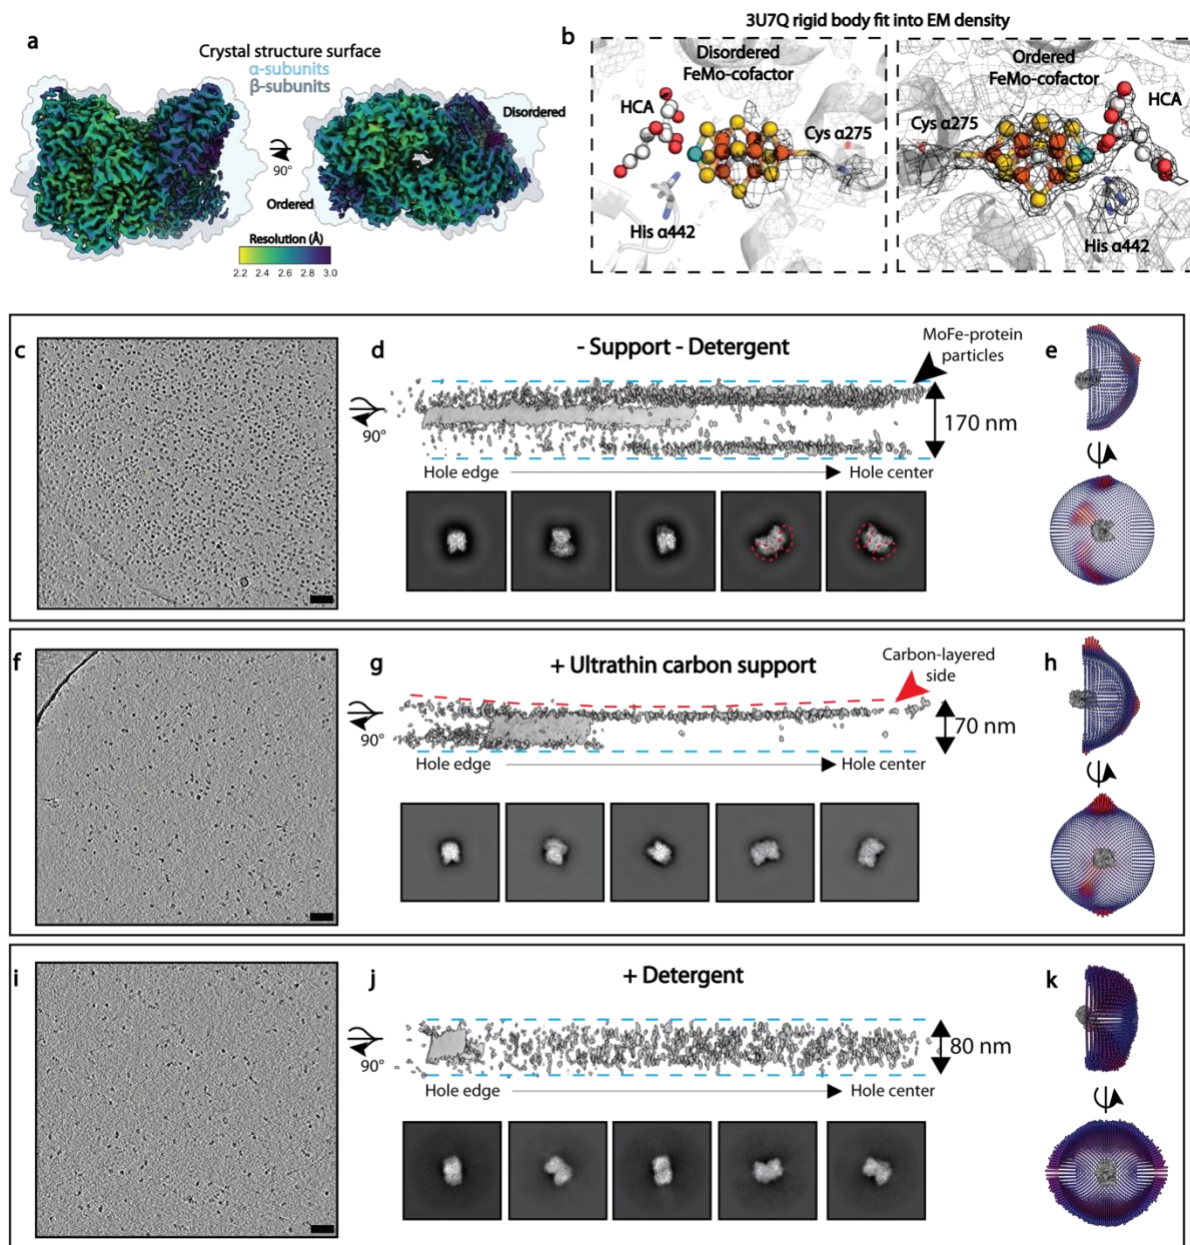 a
Crystal structure surface
α-subunits
β-subunits
Disordered
90°
Ordered
Resolution (Å)
2.2 2.4 2.6 2.8 3.0
3U7Q rigid body fit into EM density
b
Disordered
FeMo-cofactor
HCA
Cys α275
His α442
Ordered
FeMo-cofactor
HCA
Cys α275
His α442
c
d
- Support - Detergent
MoFe-protein
particles
90°
170 nm
Hole edge
Hole center
e
f
g
+ Ultrathin carbon support
Carbon-layered
side
90°
70 nm
Hole edge
Hole center
h
i
j
+ Detergent
90°
80 nm
Hole edge
Hole center
k